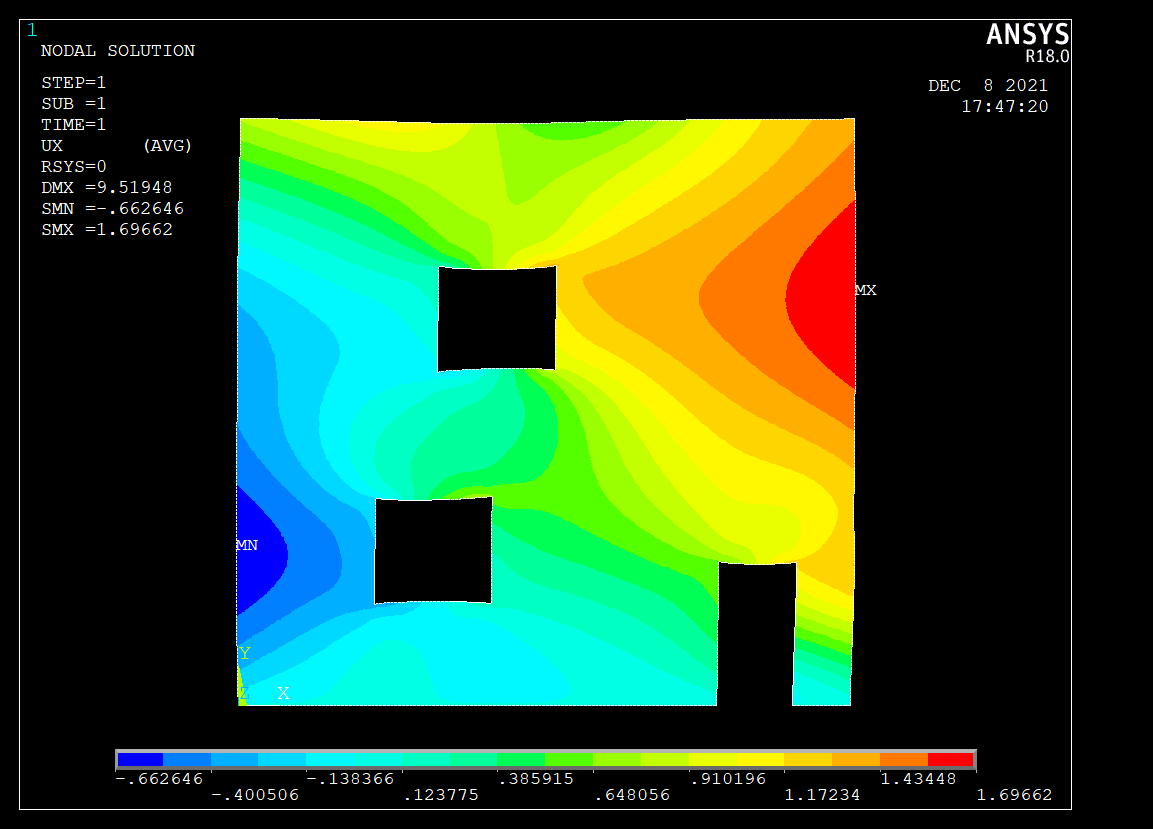 1
ANSYS
R18.0
NODAL SOLUTION
STEP=1
SUB =1
TIME=1
UX (AVG)
RSYS=0
DMX =9.51948
SMN =-.662646
SMX =1.69662
DEC 8 2021
17:47:20
MX
MN
Y
Z X
-.662646 -.138366 .385915 .910196 1.43448
-.400506 .123775 .648056 1.17234 1.69662